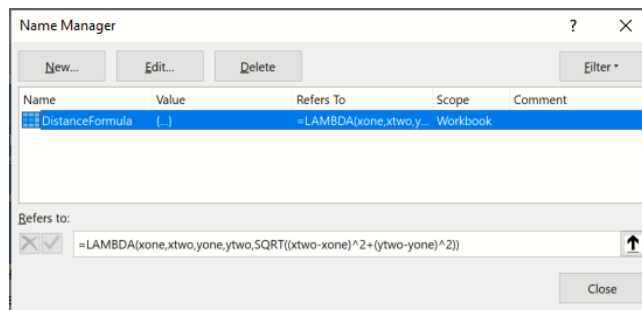 Name Manager ? ×
New... Edit... Delete Filter
Name Value Refers To Scope Comment
DistanceFormula {...} =LAMBDA(xone,xtwo,y... Workbook
Refers to:
=LAMBDA(xone,xtwo,yone,ytwo,SQRT((xtwo-xone)^2+(ytwo-yone)^2))
Close